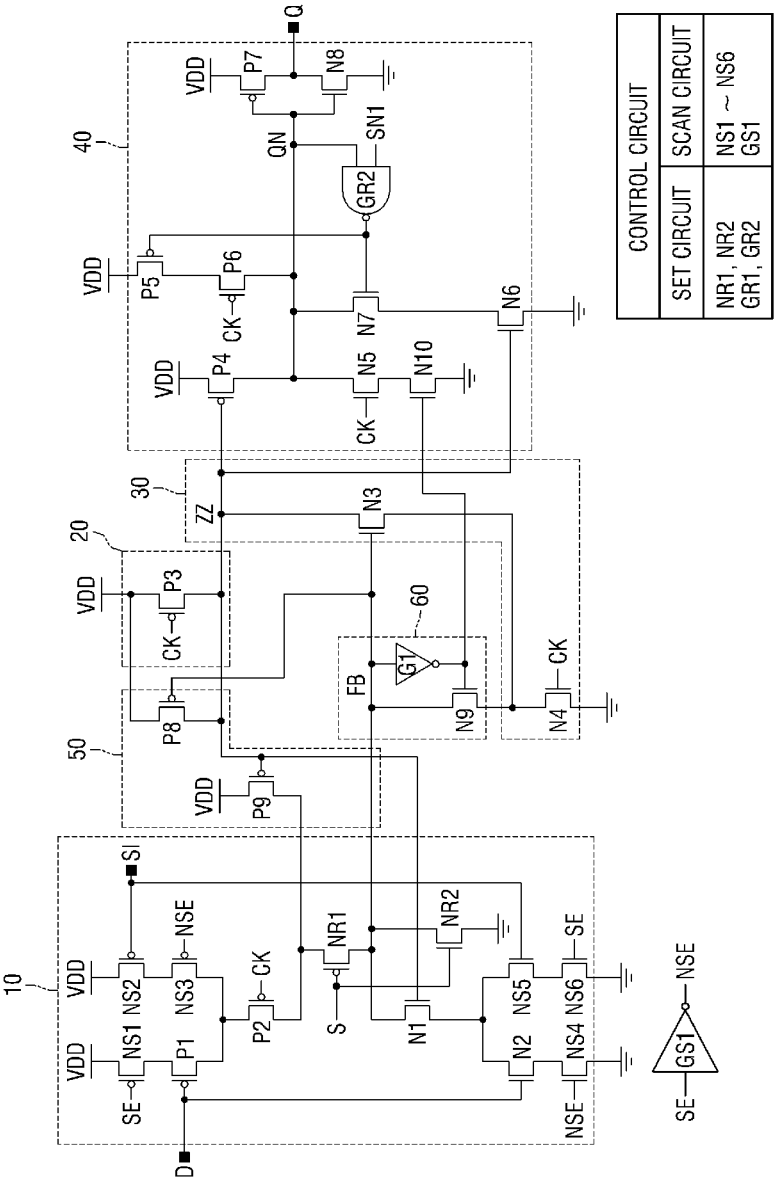 10
VDD
VDD
SE
NS1
NS2
SI
D
P1
NS3
NSE
P2
CK
S
NR1
NR2
N1
N2
NS5
NSE
NS4
NS6
SE
SE
GS1
NSE
50
VDD
P9
P8
20
VDD
CK
P3
30
ZZ
N3
60
FB
G1
N9
N4
CK
40
VDD
P4
VDD
P5
CK
P6
CK
N5
N10
N7
N6
GR2
SN1
QN
VDD
P7
N8
Q
CONTROL CIRCUIT
SET CIRCUIT
SCAN CIRCUIT
NR1, NR2
GR1, GR2
NS1 ~ NS6
GS1